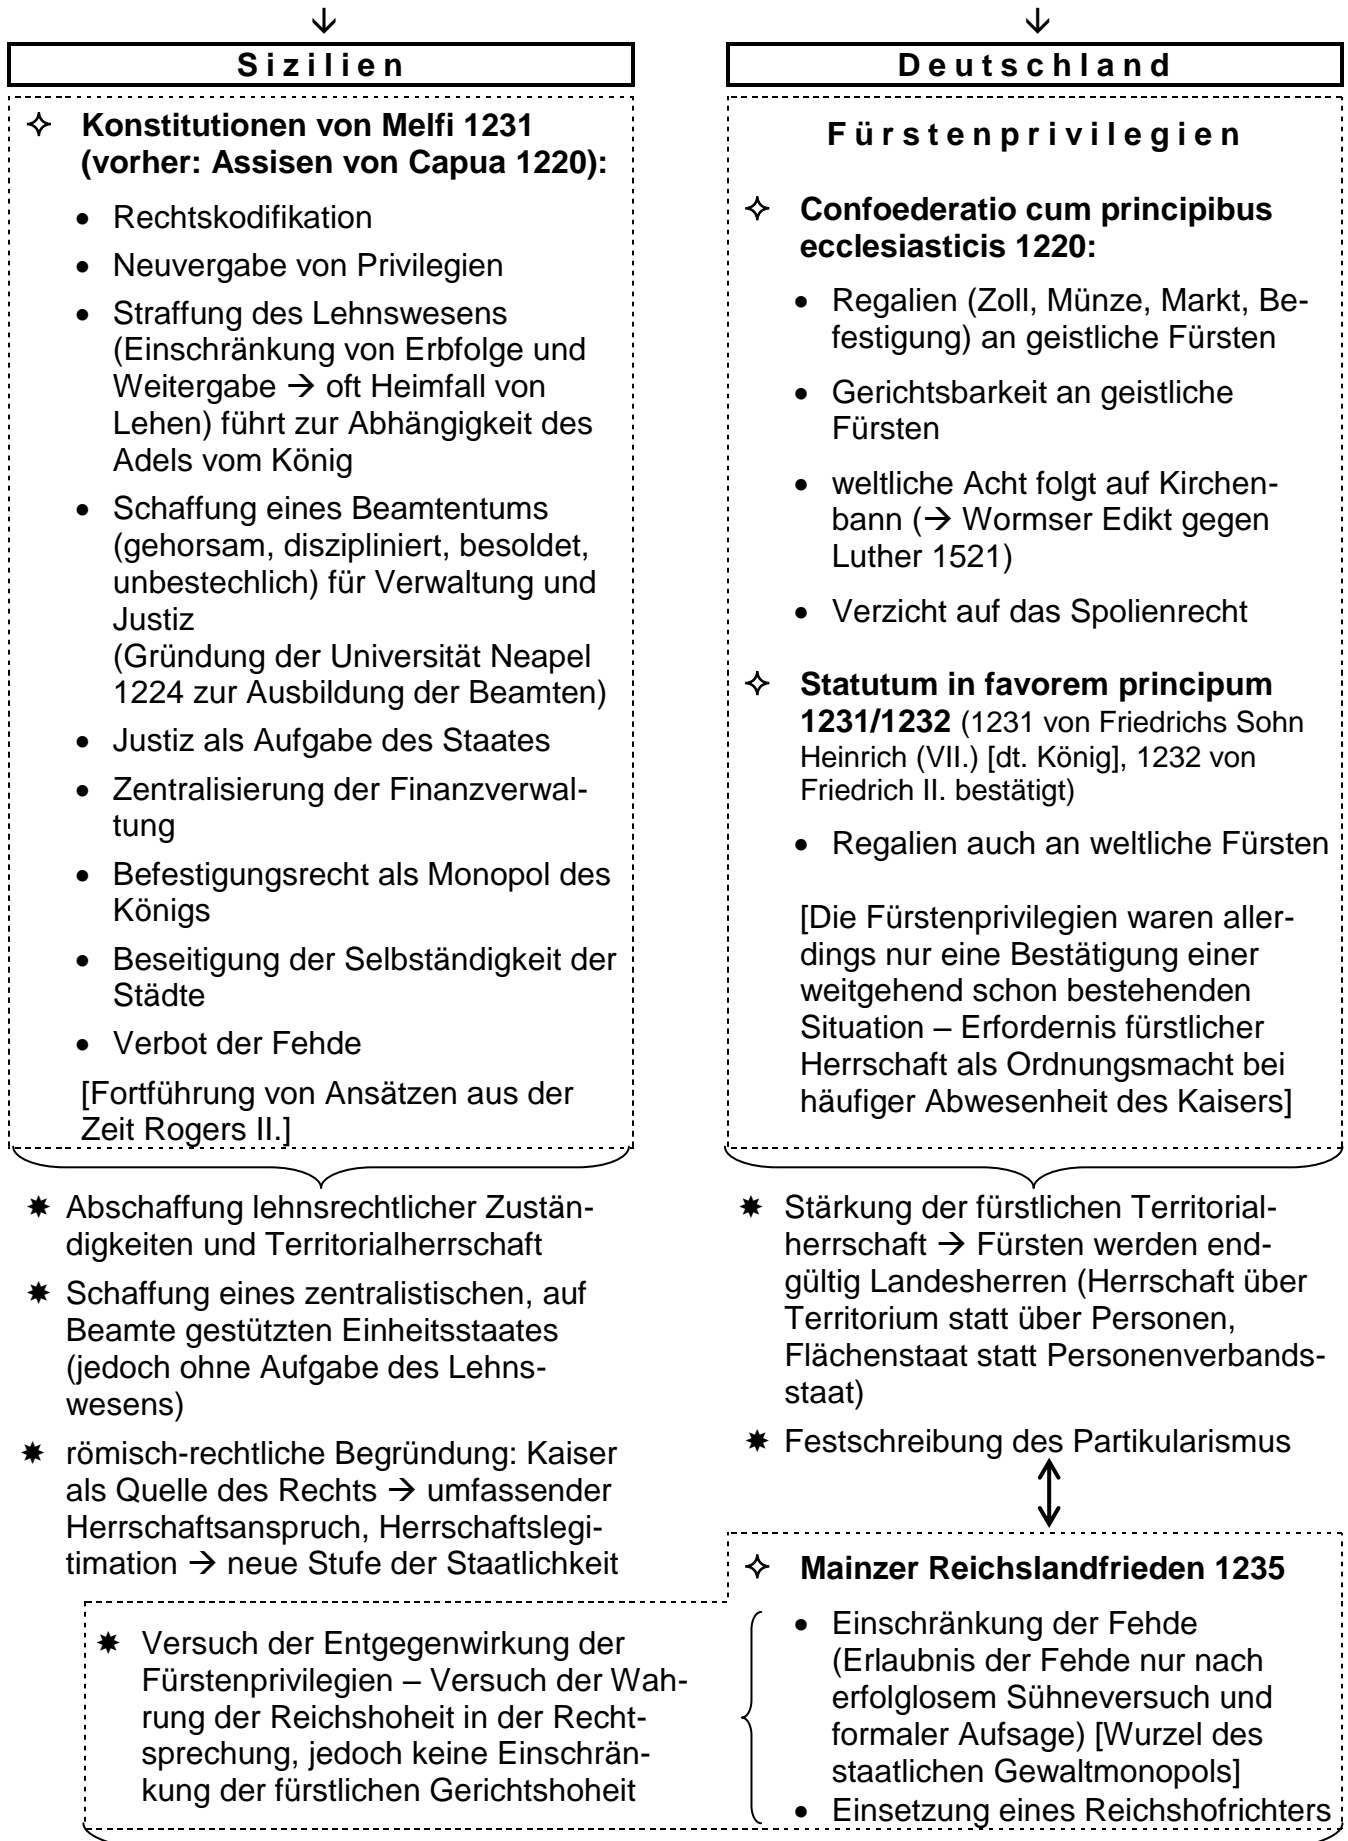 Sizilien
✧ Konstitutionen von Melfi 1231
(vorher: Assisen von Capua 1220):
• Rechtskodifikation
• Neuvergabe von Privilegien
• Straffung des Lehnswesens
(Einschränkung von Erbfolge und
Weitergabe → oft Heimfall von
Lehen) führt zur Abhängigkeit des
Adels vom König
• Schaffung eines Beamtentums
(gehorsam, diszipliniert, besoldet,
unbestechlich) für Verwaltung und
Justiz
(Gründung der Universität Neapel
1224 zur Ausbildung der Beamten)
• Justiz als Aufgabe des Staates
• Zentralisierung der Finanzverwal-
tung
• Befestigungsrecht als Monopol des
Königs
• Beseitigung der Selbständigkeit der
Städte
• Verbot der Fehde
[Fortführung von Ansätzen aus der
Zeit Rogers II.]
✷ Abschaffung lehnsrechtlicher Zustän-
digkeiten und Territorialherrschaft
✷ Schaffung eines zentralistischen, auf
Beamte gestützten Einheitsstaates
(jedoch ohne Aufgabe des Lehns-
wesens)
✷ römisch-rechtliche Begründung: Kaiser
als Quelle des Rechts → umfassender
Herrschaftsanspruch, Herrschaftslegi-
timation → neue Stufe der Staatlichkeit
Deutschland
Fürstenprivilegien
✧ Confoederatio cum principibus
ecclesiasticis 1220:
• Regalien (Zoll, Münze, Markt, Be-
festigung) an geistliche Fürsten
• Gerichtsbarkeit an geistliche
Fürsten
• weltliche Acht folgt auf Kirchen-
bann (→ Wormser Edikt gegen
Luther 1521)
• Verzicht auf das Spolienrecht
✧ Statutum in favorem principum
1231/1232 (1231 von Friedrichs Sohn
Heinrich (VII.) [dt. König], 1232 von
Friedrich II. bestätigt)
• Regalien auch an weltliche Fürsten
[Die Fürstenprivilegien waren aller-
dings nur eine Bestätigung einer
weitgehend schon bestehenden
Situation – Erfordernis fürstlicher
Herrschaft als Ordnungsmacht bei
häufiger Abwesenheit des Kaisers]
✷ Stärkung der fürstlichen Territorial-
herrschaft → Fürsten werden end-
gültig Landesherren (Herrschaft über
Territorium statt über Personen,
Flächenstaat statt Personenverbands-
staat)
✷ Festschreibung des Partikularismus
✧ Mainzer Reichslandfrieden 1235
• Einschränkung der Fehde
(Erlaubnis der Fehde nur nach
erfolglosem Sühneversuch und
formaler Aufsage) [Wurzel des
staatlichen Gewaltmonopols]
• Einsetzung eines Reichshofrichters
✷ Versuch der Entgegenwirkung der
Fürstenprivilegien – Versuch der Wah-
rung der Reichshoheit in der Recht-
sprechung, jedoch keine Einschrän-
kung der fürstlichen Gerichtshoheit